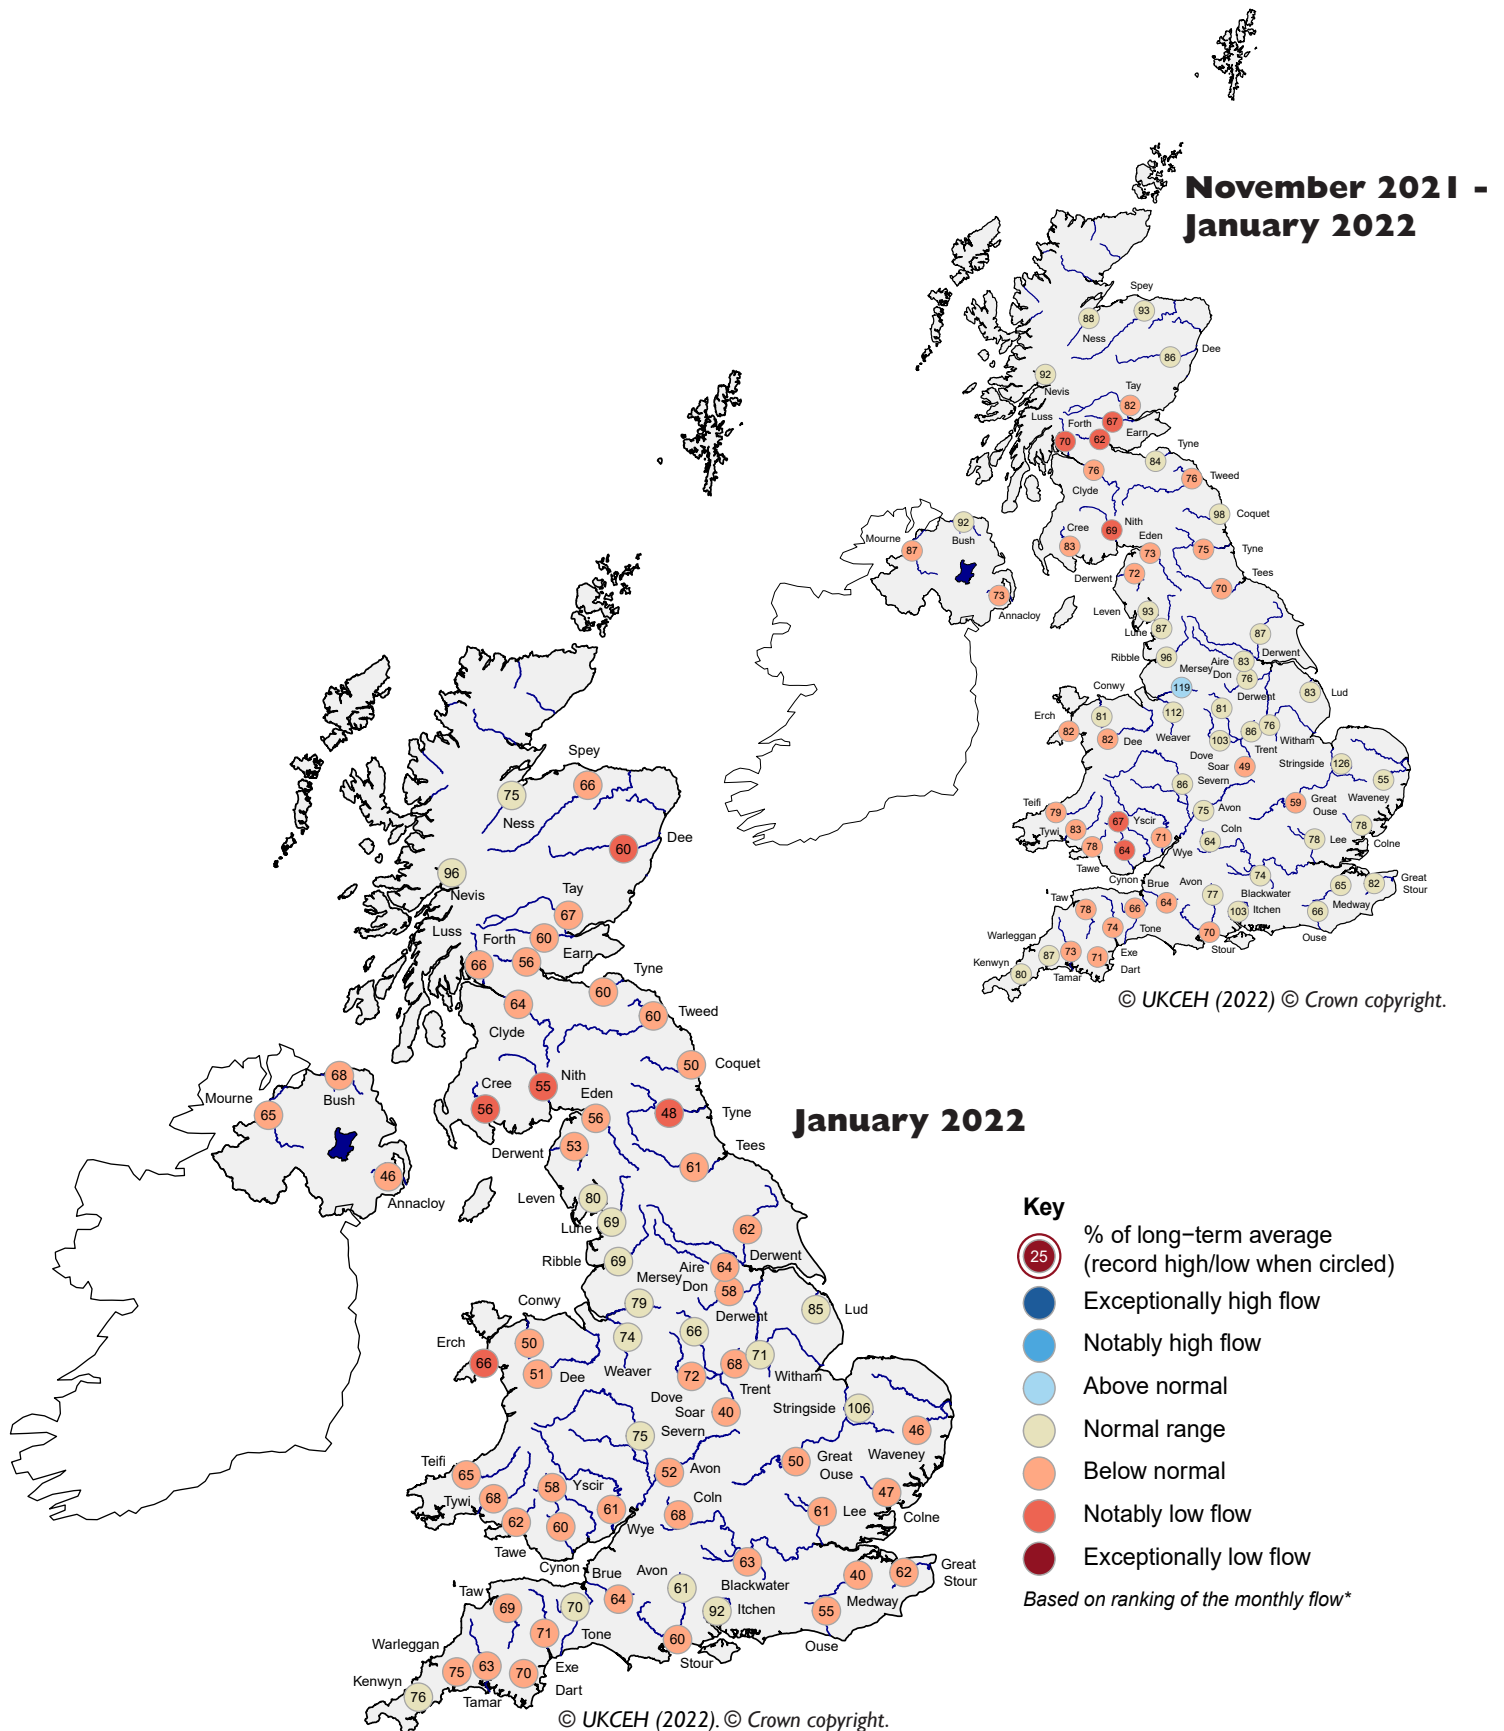 November 2021 -
January 2022
Spey
93
88
Ness
Dee
86
92
Nevis
Tay
82
Luss
Forth
67
Earn
70
62
Tyne
84
76
Clyde
76
Tweed
98
Coquet
Nith
69
Cree
83
Eden
73
75
Tyne
Derwent
72
Tees
70
92
Bush
Mourne
87
73
Annacloy
Leven
93
Lune
87
87
Derwent
Ribble
96
Mersey
Aire
83
Don
76
Derwent
119
83
Lud
Conwy
81
112
Weaver
81
Erch
82
82
Dee
103
Dove
86
Trent
76
Witham
Soar
49
Stringside
126
55
Waveney
86
Severn
59
Great
Ouse
75
Avon
Teifi
79
67
Yscir
Tywi
83
78
Tawe
64
Cynon
71
Wye
Coln
64
78
Lee
78
Colne
74
Blackwater
65
Medway
82
Great
Stour
Brue
64
Avon
77
103
Itchen
66
Ouse
Taw
78
66
Tone
74
Exe
70
Stour
Warleggan
87
73
Tamar
71
Dart
Kenwyn
80
© UKCEH (2022) © Crown copyright.
January 2022
Spey
66
75
Ness
Dee
60
96
Nevis
Tay
67
Luss
Forth
60
Earn
66
56
Tyne
60
64
Clyde
60
Tweed
50
Coquet
Nith
55
Cree
56
Eden
56
48
Tyne
Derwent
53
Tees
61
68
Bush
Mourne
65
46
Annacloy
Leven
80
Lune
69
62
Derwent
Ribble
69
Mersey
79
Aire
64
Don
58
Derwent
85
Lud
Conwy
50
74
Weaver
66
Erch
66
51
Dee
72
Dove
68
Trent
71
Witham
Soar
40
Stringside
106
46
Waveney
75
Severn
50
Great
Ouse
52
Avon
Teifi
65
58
Yscir
Tywi
68
62
Tawe
60
Cynon
61
Wye
Coln
68
61
Lee
47
Colne
63
Blackwater
40
Medway
62
Great
Stour
Brue
64
Avon
61
92
Itchen
55
Ouse
Taw
69
70
Tone
71
Exe
60
Stour
Warleggan
75
63
Tamar
70
Dart
Kenwyn
76
© UKCEH (2022). © Crown copyright.
Key
25
% of long−term average
(record high/low when circled)
Exceptionally high flow
Notably high flow
Above normal
Normal range
Below normal
Notably low flow
Exceptionally low flow
Based on ranking of the monthly flow*